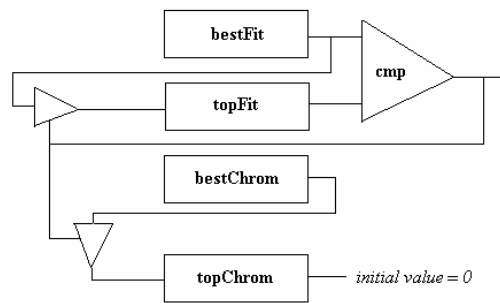 bestFit
cmp
topFit
bestChrom
topChrom
initial value = 0